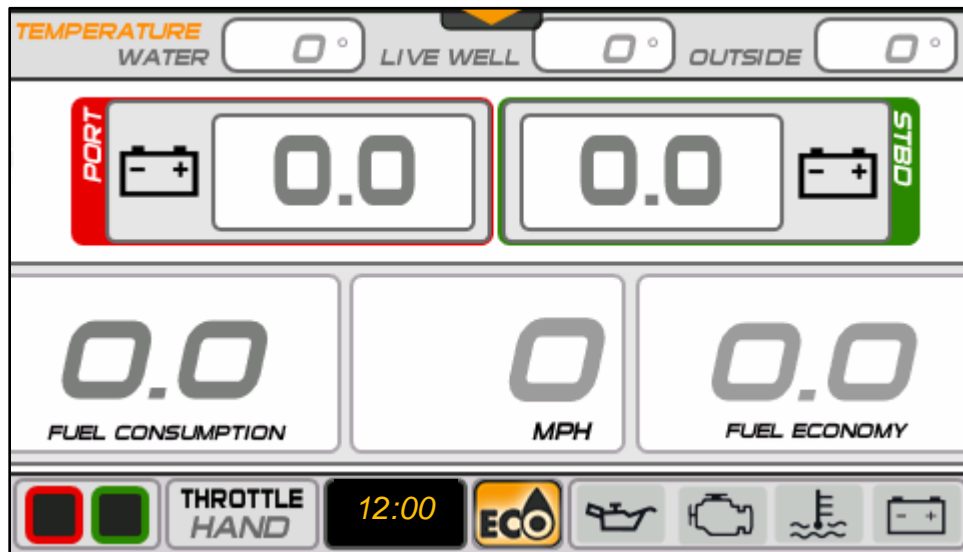 TEMPERATURE
WATER 0° LIVE WELL 0° OUTSIDE 0°
PORT - + 0.0 0.0 - + STBD
0.0 0 0.0
FUEL CONSUMPTION MPH FUEL ECONOMY
THROTTLE
HAND
12:00
ECO
- +